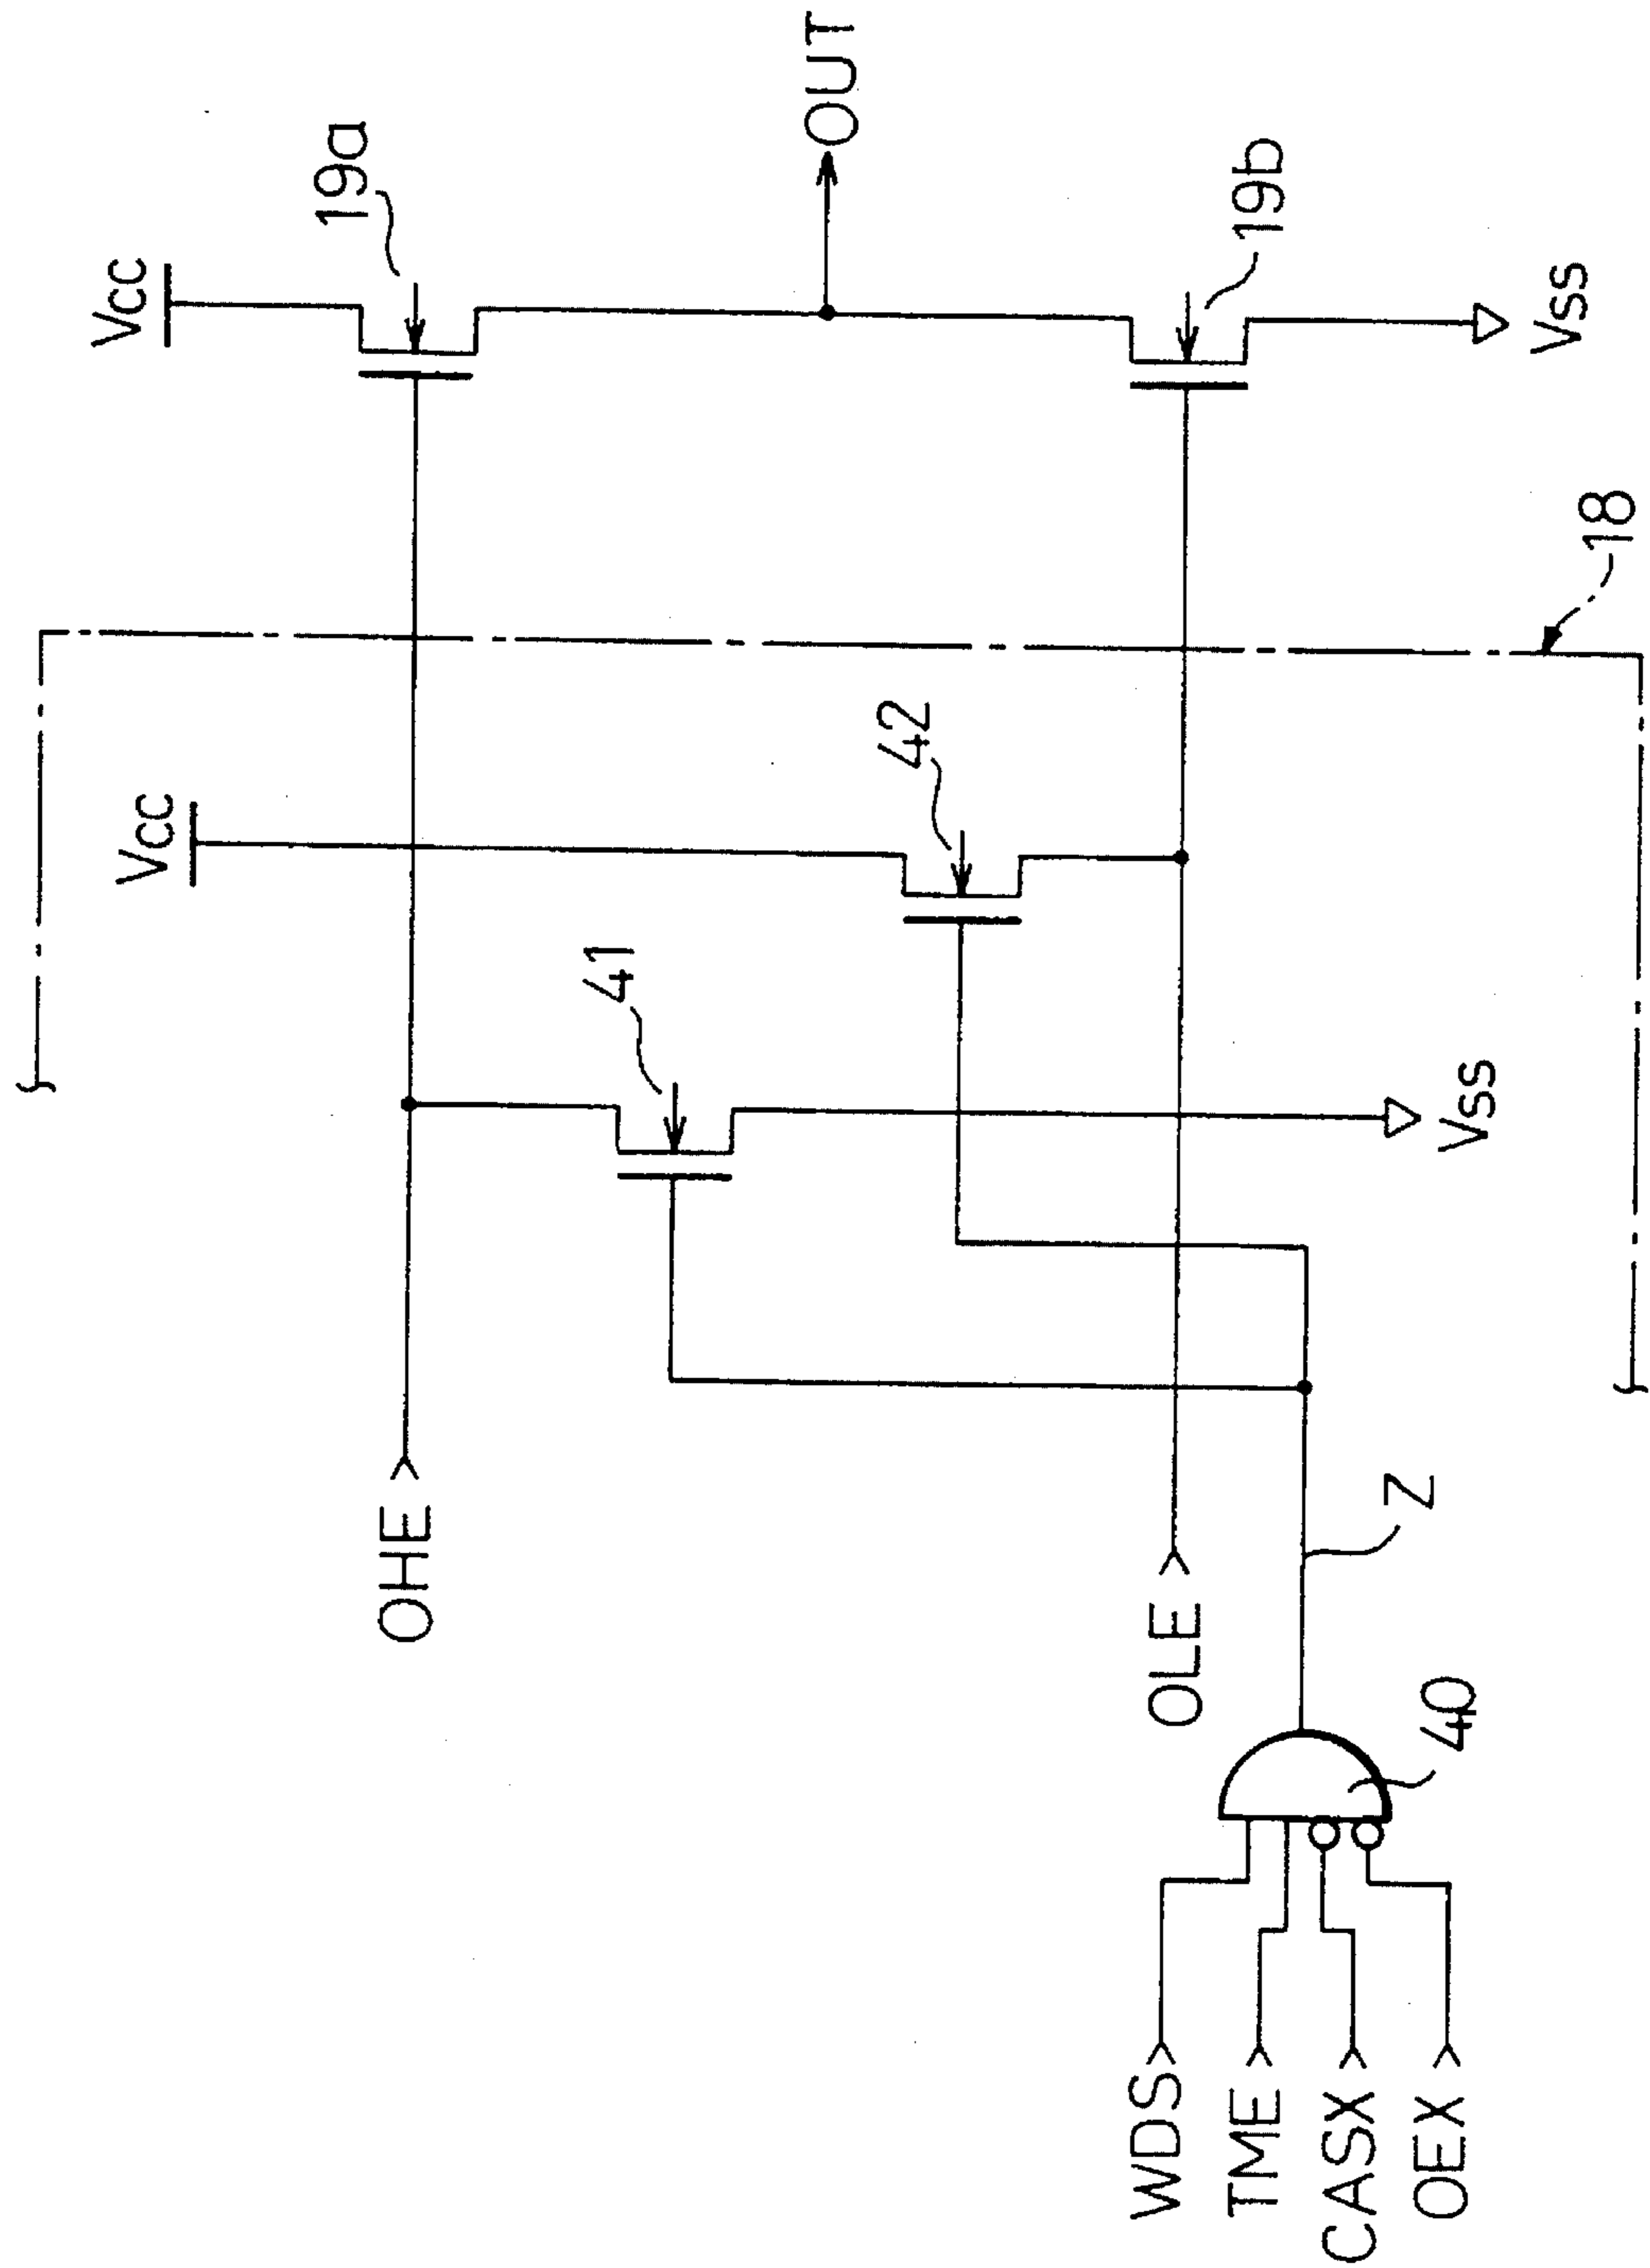 Vcc
19a
OUT
19b
Vss
18
Vcc
42
41
Vss
OHE
OLE
Z
40
WDS
TME
CASX
OEX